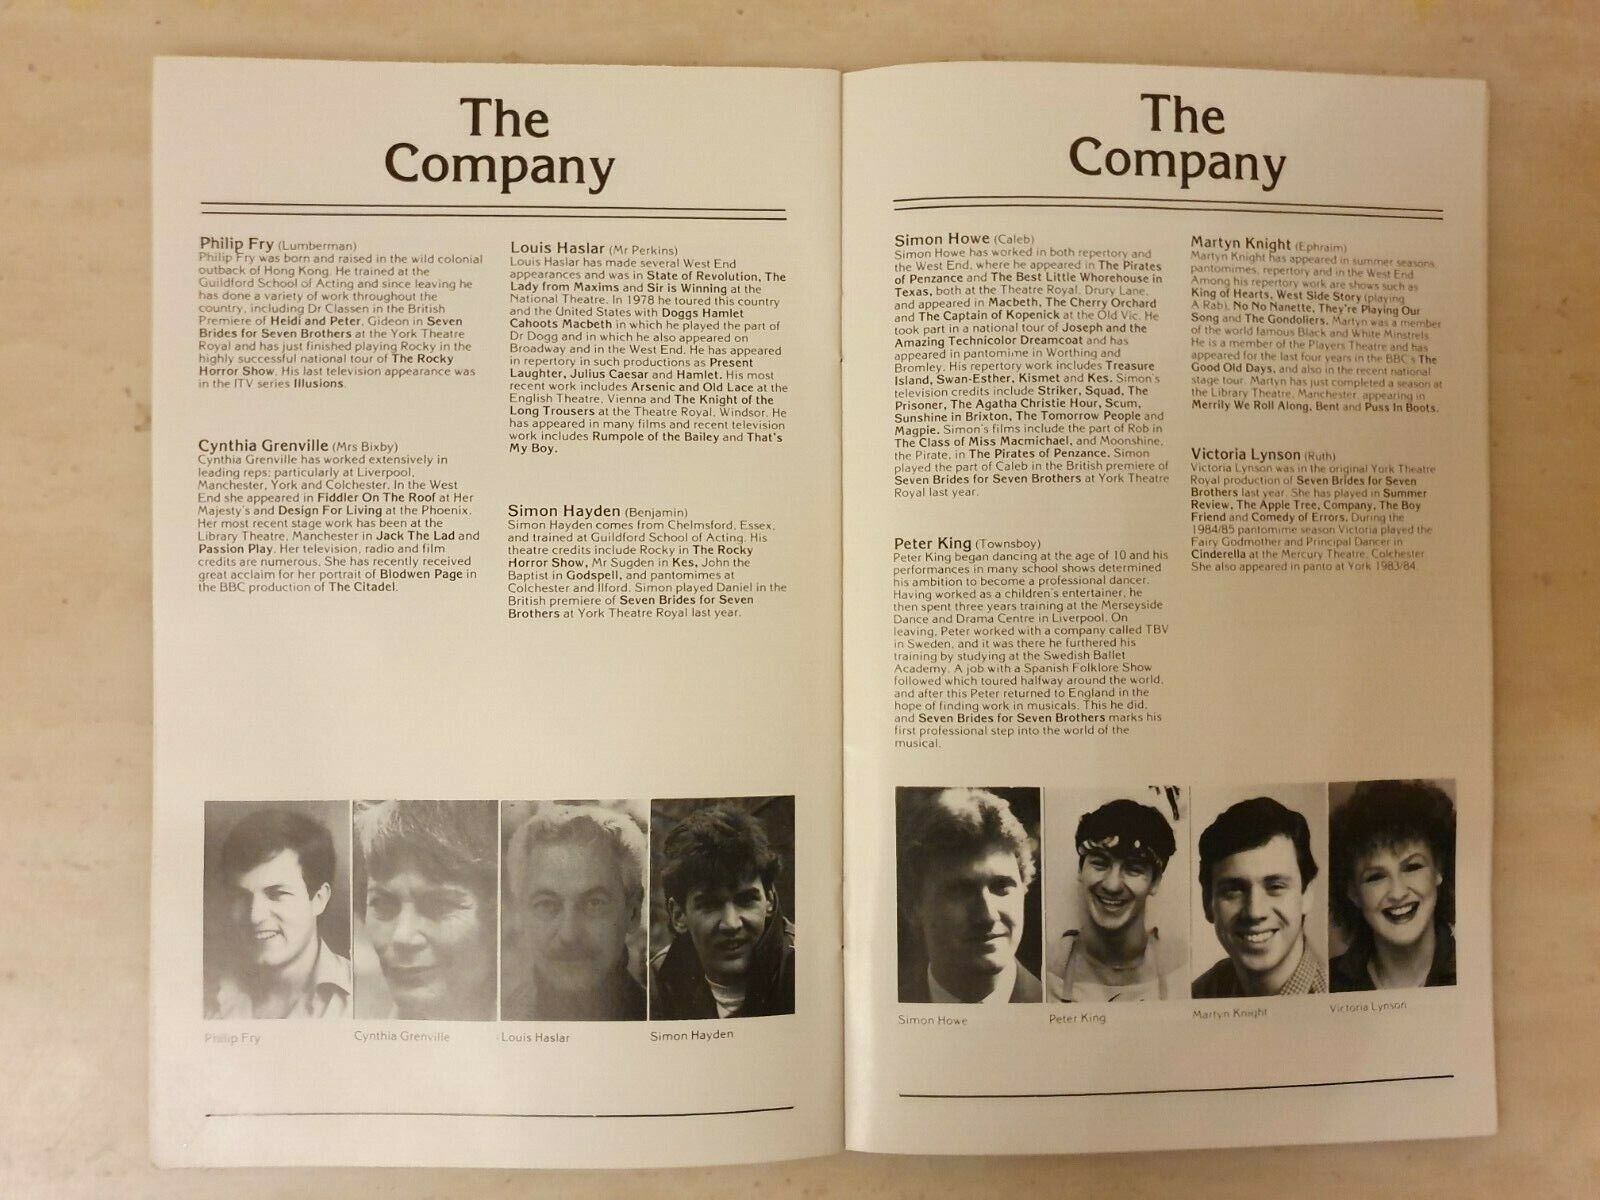 The
Company
Philip Fry (Lumberman)
Philip Fry was born and raised in the wild colonial
outback of Hong Kong. He trained at the
Guildford School of Acting and since leaving he
has done a variety of work throughout the
country, including Dr Classen in the British
Premiere of Heidi and Peter, Gideon in Seven
Brides for Seven Brothers at the York Theatre
Royal and has just finished playing Rocky in the
highly successful national tour of The Rocky
Horror Show. His last television appearance was
in the ITV series Illusions.
Cynthia Grenville (Mrs Bixby)
Cynthia Grenville has worked extensively in
leading reps: particularly at Liverpool,
Manchester, York and Colchester. In the West
End she appeared in Fiddler On The Roof at Her
Majesty's and Design For Living at the Phoenix.
Her most recent stage work has been at the
Library Theatre, Manchester in Jack The Lad and
Passion Play. Her television, radio and film
credits are numerous. She has recently received
great acclaim for her portrait of Blodwen Page in
the BBC production of The Citadel.
Louis Haslar (Mr Perkins)
Louis Haslar has made several West End
appearances and was in State of Revolution, The
Lady from Maxims and Sir is Winning at the
National Theatre. In 1978 he toured this country
and the United States with Doggs Hamlet
Cahoots Macbeth in which he played the part of
Dr Dogg and in which he also appeared on
Broadway and in the West End. He has appeared
in repertory in such productions as Present
Laughter, Julius Caesar and Hamlet. His most
recent work includes Arsenic and Old Lace at the
English Theatre, Vienna and The Knight of the
Long Trousers at the Theatre Royal, Windsor. He
has appeared in many films and recent television
work includes Rumpole of the Bailey and That's
My Boy.
Simon Hayden (Benjamin)
Simon Hayden comes from Chelmsford, Essex,
and trained at Guildford School of Acting. His
theatre credits include Rocky in The Rocky
Horror Show, Mr Sugden in Kes, John the
Baptist in Godspell, and pantomimes at
Colchester and Ilford. Simon played Daniel in the
British premiere of Seven Brides for Seven
Brothers at York Theatre Royal last year.
Philip Fry
Cynthia Grenville
Louis Haslar
Simon Hayden
The
Company
Simon Howe (Caleb)
Simon Howe has worked in both repertory and
the West End, where he appeared in The Pirates
of Penzance and The Best Little Whorehouse in
Texas, both at the Theatre Royal, Drury Lane,
and appeared in Macbeth, The Cherry Orchard
and The Captain of Kopenick at the Old Vic. He
took part in a national tour of Joseph and the
Amazing Technicolor Dreamcoat and has
appeared in pantomime in Worthing and
Bromley. His repertory work includes Treasure
Island, Swan-Esther, Kismet and Kes. Simon's
television credits include Striker, Squad, The
Prisoner, The Agatha Christie Hour, Scum,
Sunshine in Brixton, The Tomorrow People and
Magpie. Simon's films include the part of Rob in
The Class of Miss Macmichael, and Moonshine,
the Pirate, in The Pirates of Penzance. Simon
played the part of Caleb in the British premiere of
Seven Brides for Seven Brothers at York Theatre
Royal last year.
Peter King (Townsboy)
Peter King began dancing at the age of 10 and his
performances in many school shows determined
his ambition to become a professional dancer.
Having worked as a children's entertainer, he
then spent three years training at the Merseyside
Dance and Drama Centre in Liverpool. On
leaving, Peter worked with a company called TBV
in Sweden, and it was there he furthered his
training by studying at the Swedish Ballet
Academy. A job with a Spanish Folklore Show
followed which toured halfway around the world,
and after this Peter returned to England in the
hope of finding work in musicals. This he did,
and Seven Brides for Seven Brothers marks his
first professional step into the world of the
musical.
Martyn Knight (Ephraim)
Martyn Knight has appeared in summer seasons
pantomimes, repertory and in the West End.
Among his repertory work are shows such as
King of Hearts, West Side Story (playing
A-Rab), No No Nanette, They're Playing Our
Song and The Gondoliers. Martyn was a member
of the world famous Black and White Minstrels.
He is a member of the Players Theatre and has
appeared for the last four years in the BBC's The
Good Old Days, and also in the recent national
stage tour. Martyn has just completed a season at
the Library Theatre, Manchester, appearing in
Merrily We Roll Along, Bent and Puss In Boots.
Victoria Lynson (Ruth)
Victoria Lynson was in the original York Theatre
Royal production of Seven Brides for Seven
Brothers last year. She has played in Summer
Review, The Apple Tree, Company, The Boy
Friend and Comedy of Errors. During the
1984/85 pantomime season Victoria played the
Fairy Godmother and Principal Dancer in
Cinderella at the Mercury Theatre, Colchester.
She also appeared in panto at York 1983/84.
Simon Howe
Peter King
Martyn Knight
Victoria Lynson